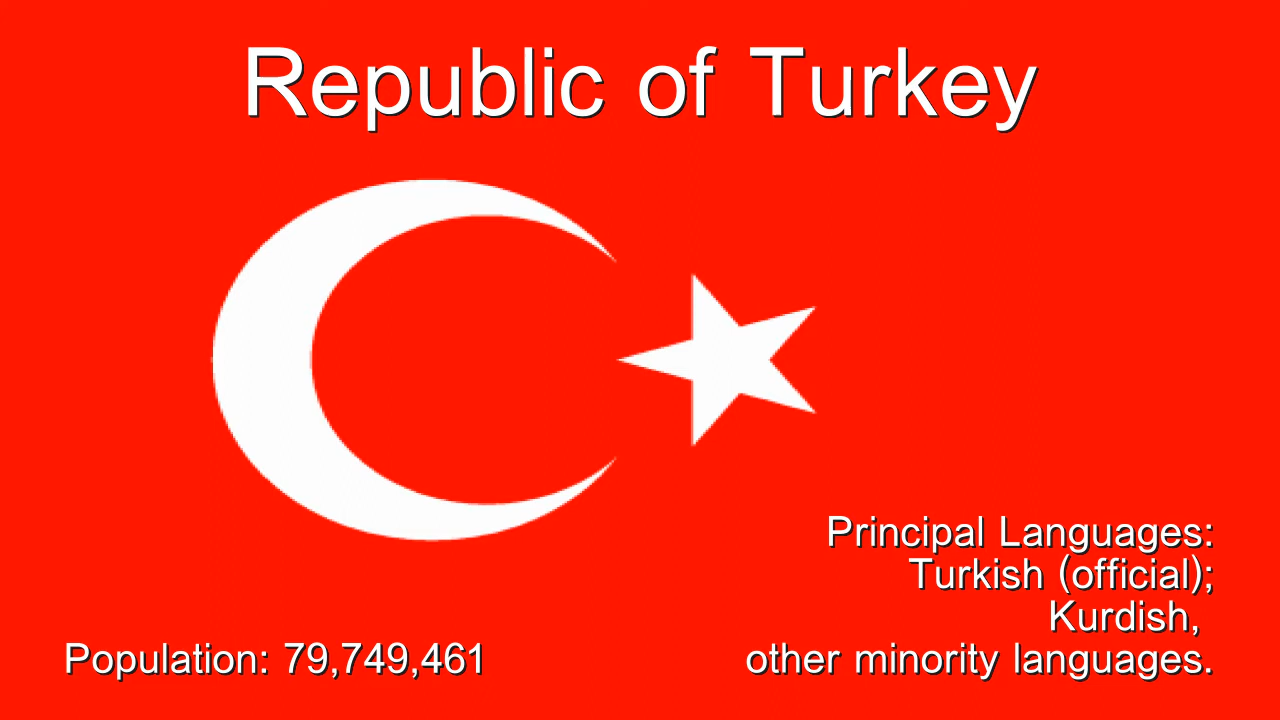 Republic of Turkey
Principal Languages:
Turkish (official);
Kurdish,
other minority languages.
Population: 79,749,461